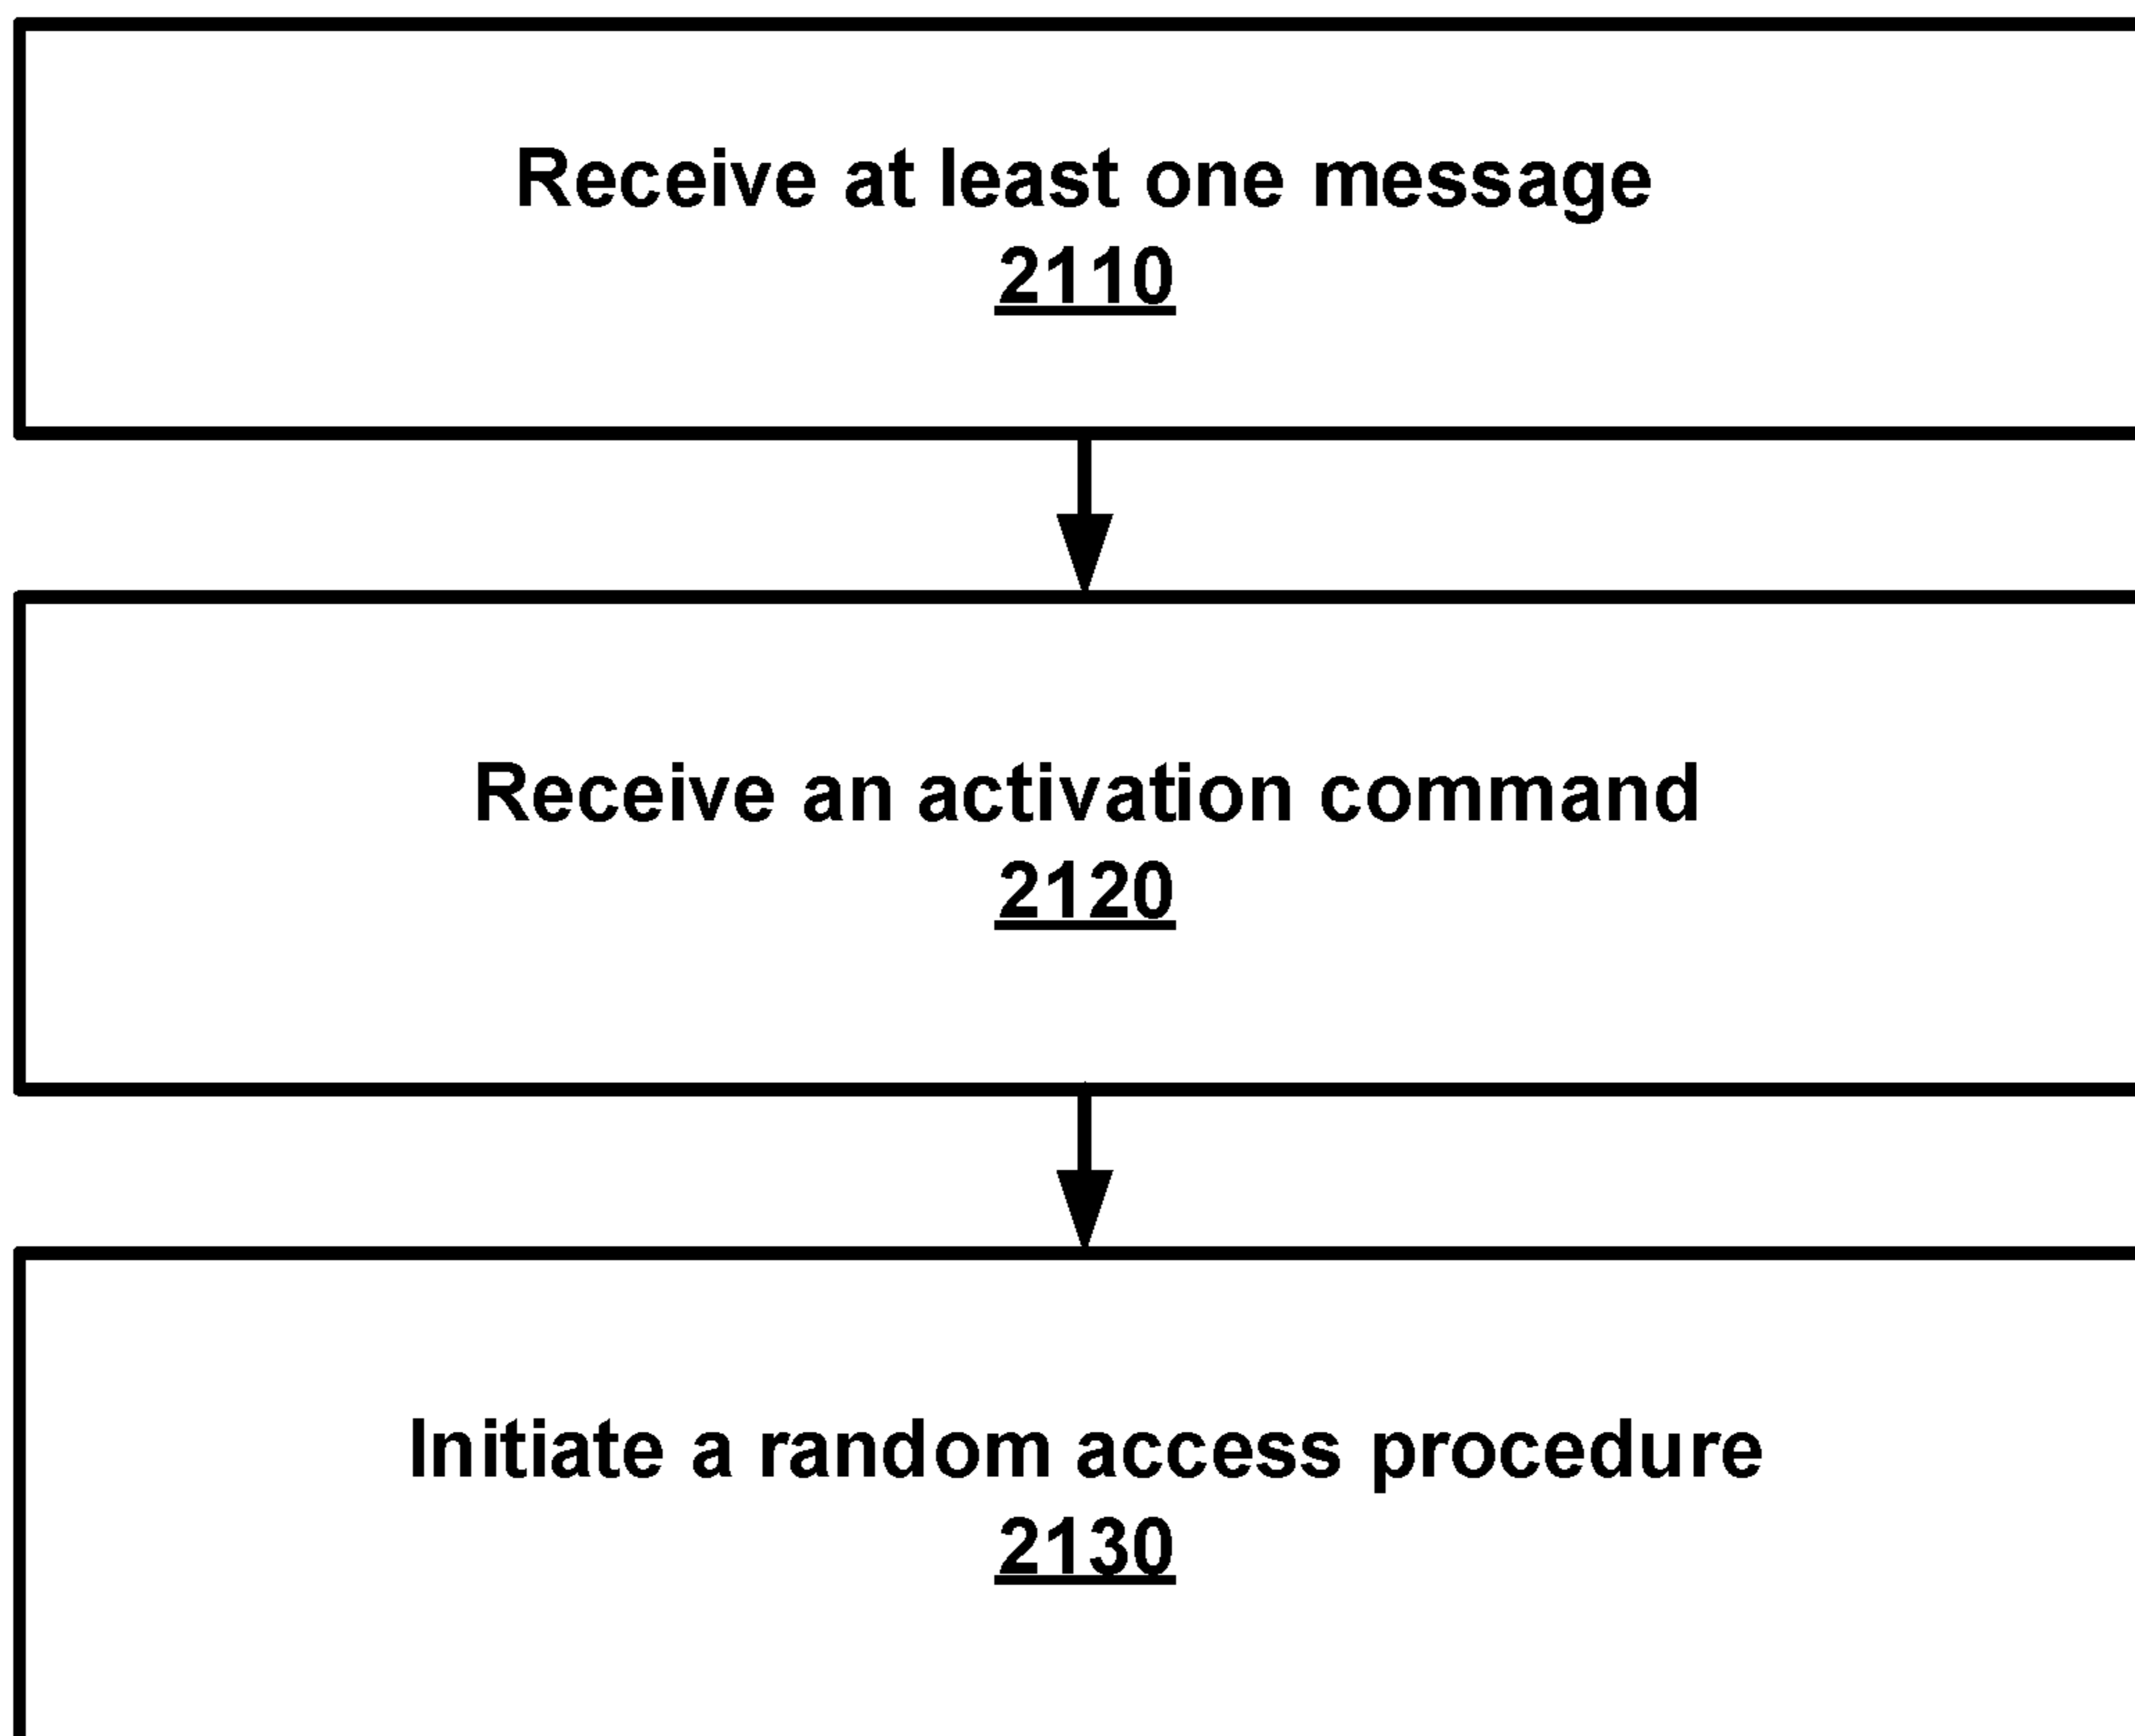 Receive at least one message
2110
Receive an activation command
2120
Initiate a random access procedure
2130